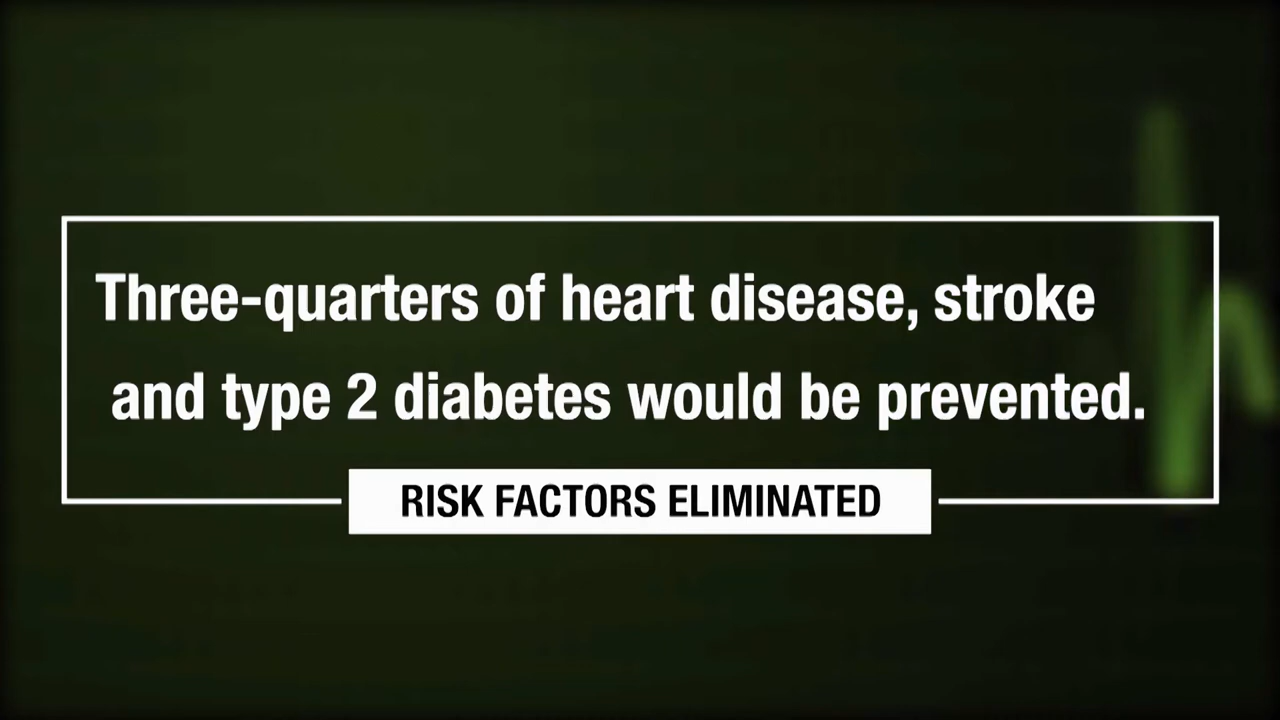 Three-quarters of heart disease, stroke
and type 2 diabetes would be prevented.
RISK FACTORS ELIMINATED